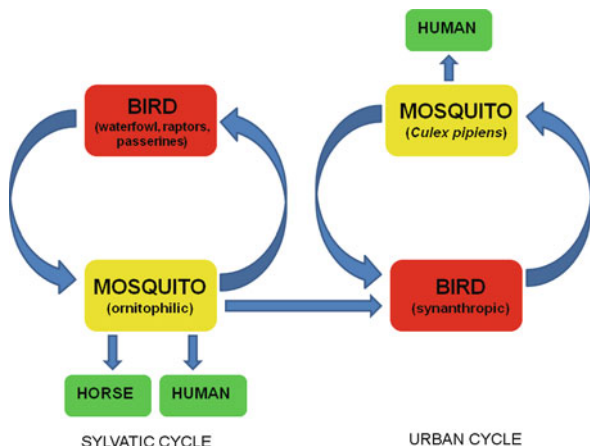 HUMAN
BIRD
(waterfowl, raptors,
passerines)
MOSQUITO
(Culex pipiens)
MOSQUITO
(ornitophilic)
BIRD
(synanthropic)
HORSE
HUMAN
SYLVATIC CYCLE
URBAN CYCLE